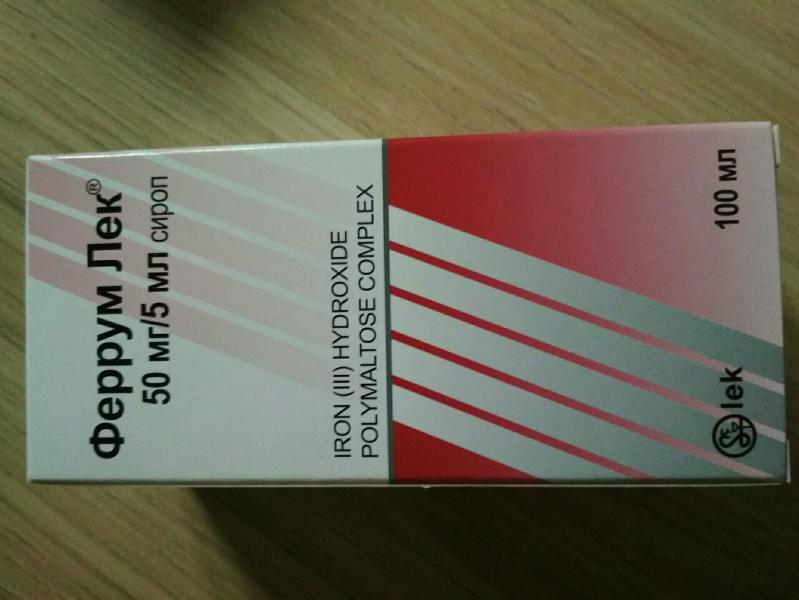 Феррум Лек®
50 мг/5 мл сироп
IRON (III) HYDROXIDE
POLYMALTOSE COMPLEX
lek
100 мл